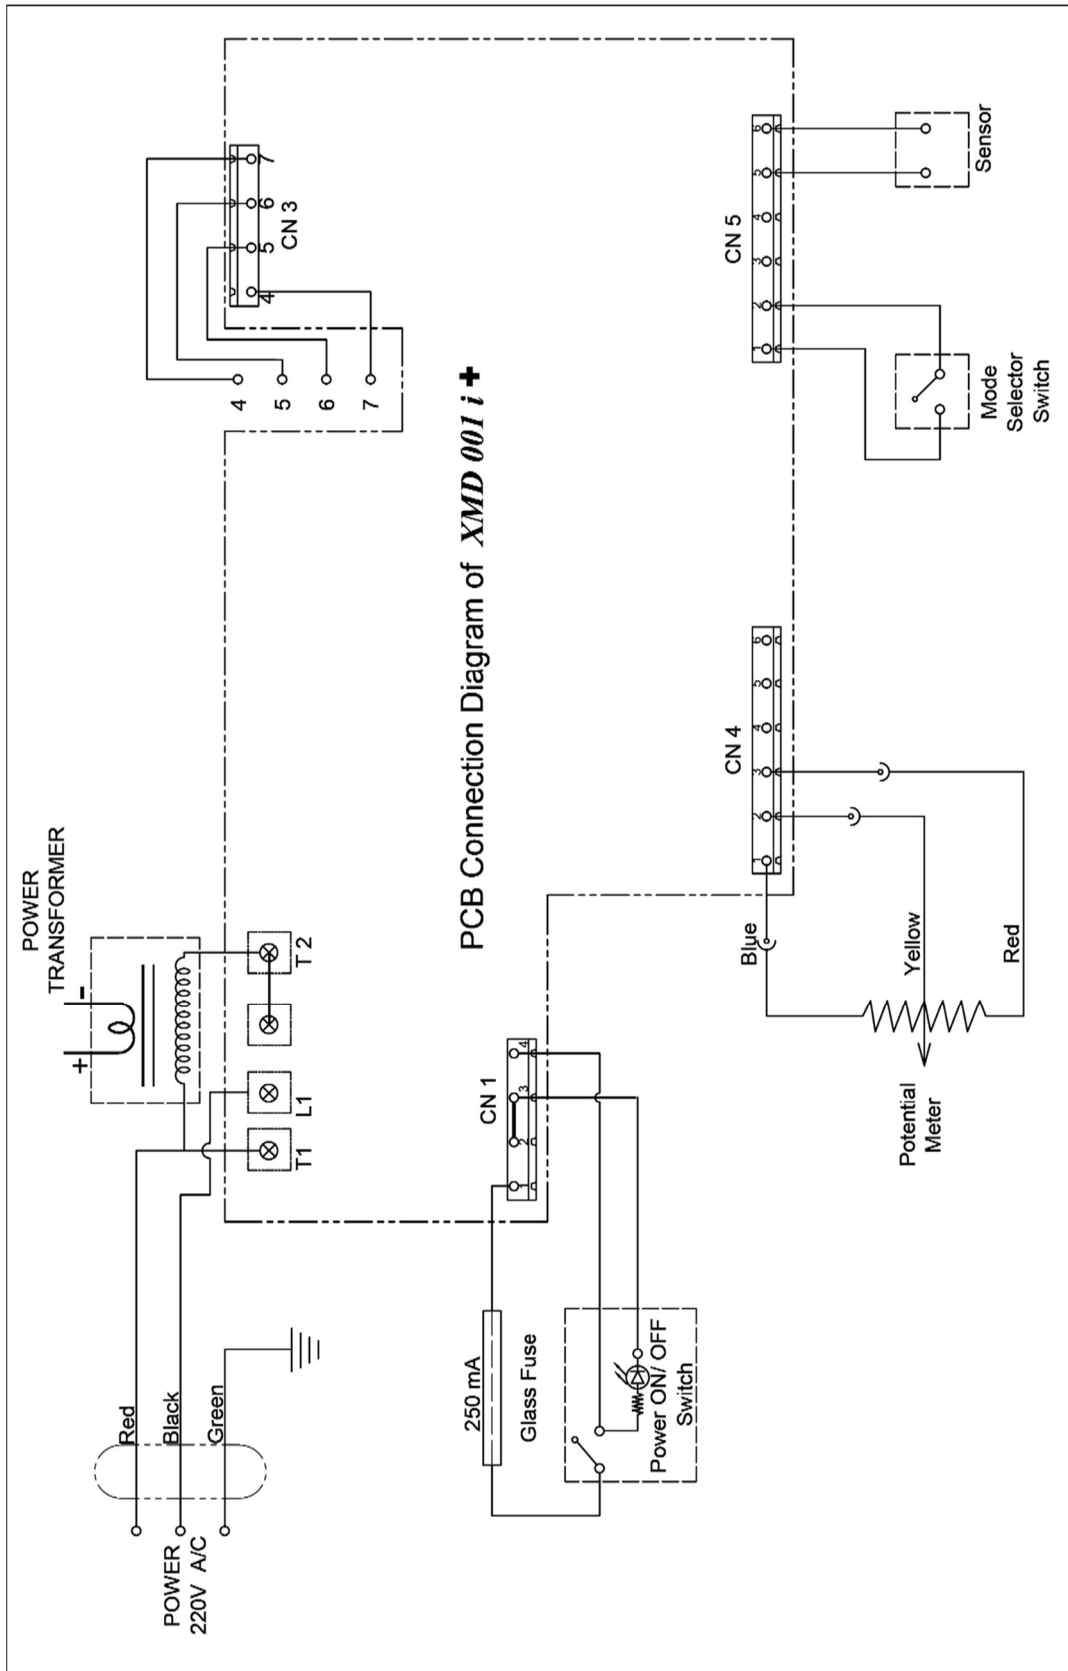 PCB Connection Diagram of XMD 001 i +
POWER
220V A/C
Red
Black
Green
POWER
TRANSFORMER
+
-
T1
L1
T 2
4
5
6
7
4
5
6
7
CN 3
250 mA
Glass Fuse
Power ON/ OFF
Switch
CN 1
1
2
3
4
CN 4
1
2
3
4
5
6
Blue
Yellow
Red
Potential
Meter
CN 5
1
2
3
4
5
6
Mode
Selector
Switch
Sensor